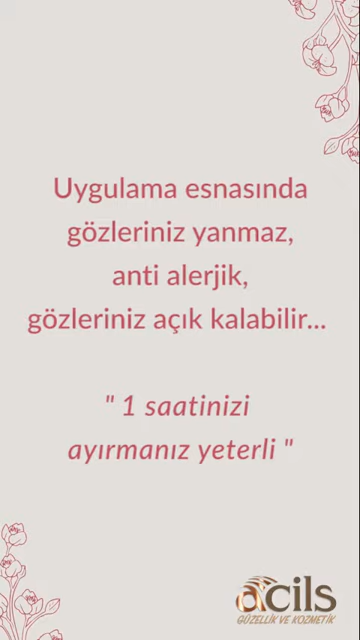 Uygulama esnasında
gözleriniz yanmaz,
anti alerjik,
gözleriniz açık kalabilir...
" 1 saatinizi
ayırmanız yeterli "
acils
GÜZELLİK VE KOZMETİK